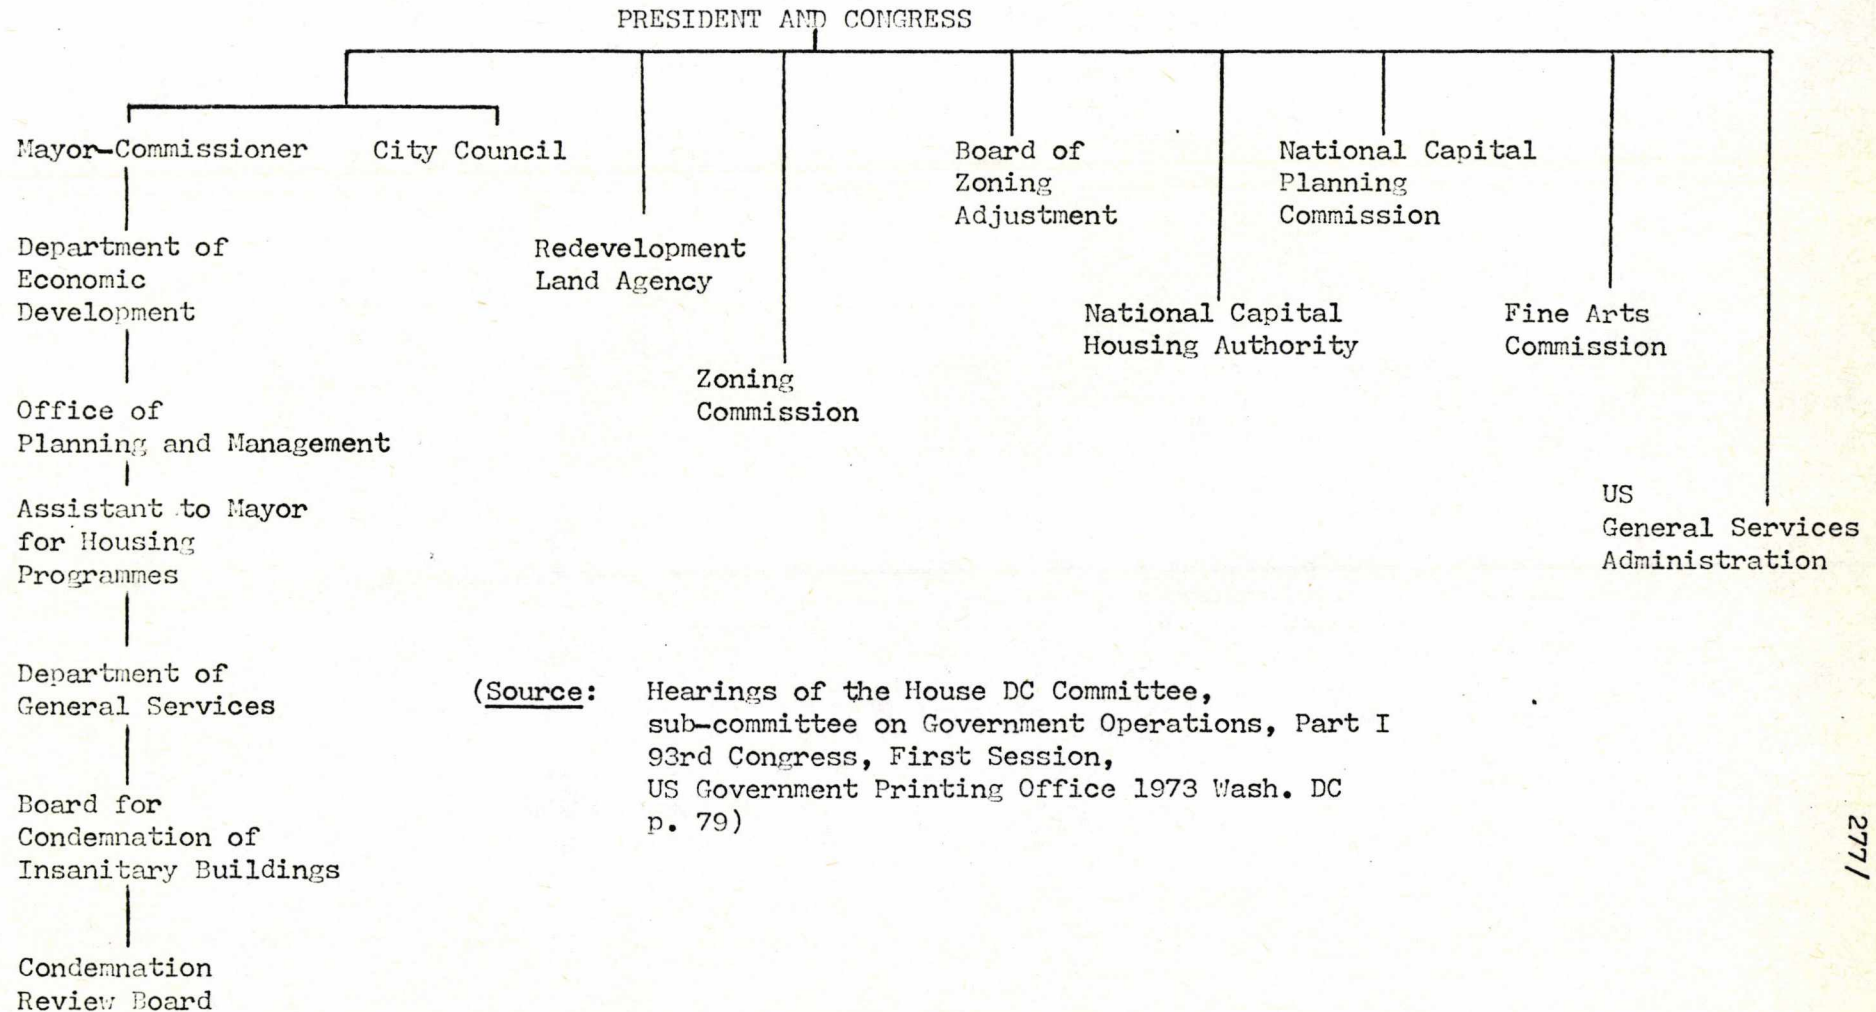 PRESIDENT AND CONGRESS
Mayor-Commissioner
City Council
Department of
Economic
Development
Office of
Planning and Management
Assistant to Mayor
for Housing
Programmes
Department of
General Services
Board for
Condemnation of
Insanitary Buildings
Condemnation
Review Board
Redevelopment
Land Agency
Zoning
Commission
Board of
Zoning
Adjustment
National Capital
Housing Authority
National Capital
Planning
Commission
Fine Arts
Commission
US
General Services
Administration
(Source: Hearings of the House DC Committee,
sub-committee on Government Operations, Part I
93rd Congress, First Session,
US Government Printing Office 1973 Wash. DC
p. 79)
277/